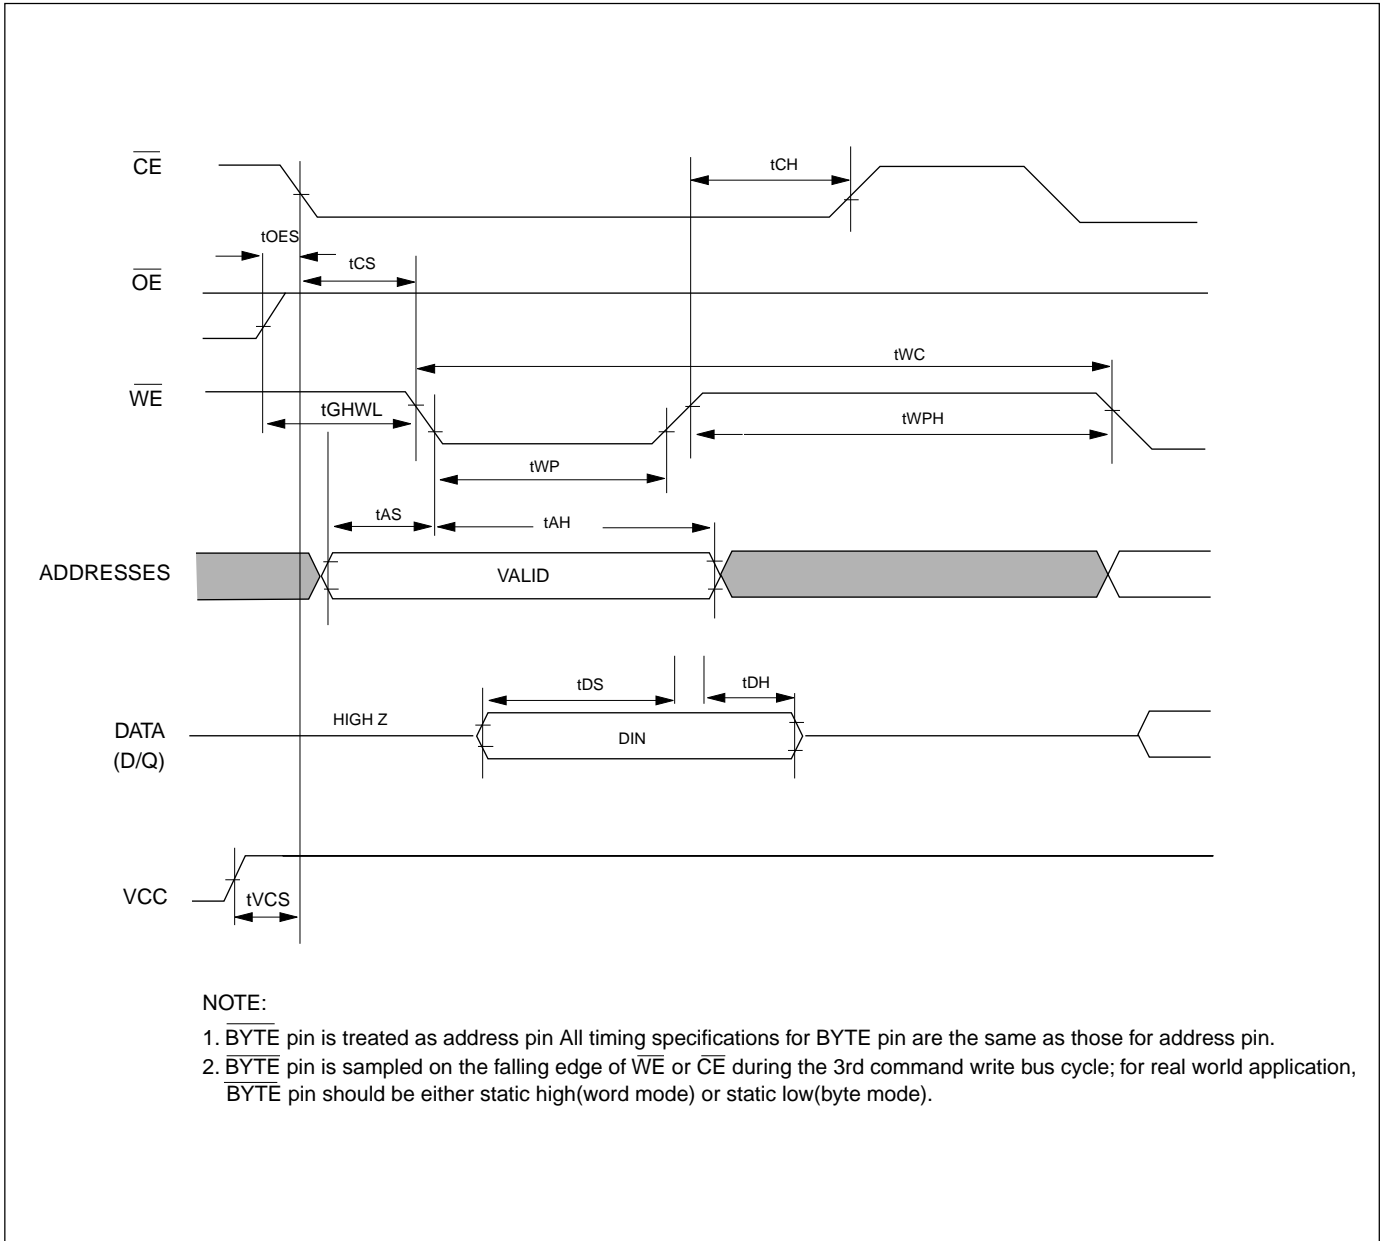 CE
tCH
tOES
tCS
OE
tWC
WE
tGHWL
tWPH
tWP
tAS
tAH
ADDRESSES
VALID
tDS
tDH
HIGH Z
DATA
(D/Q)
DIN
VCC
tVCS
NOTE:
1. BYTE pin is treated as address pin All timing specifications for BYTE pin are the same as those for address pin.
2. BYTE pin is sampled on the falling edge of WE or CE during the 3rd command write bus cycle; for real world application,
BYTE pin should be either static high(word mode) or static low(byte mode).